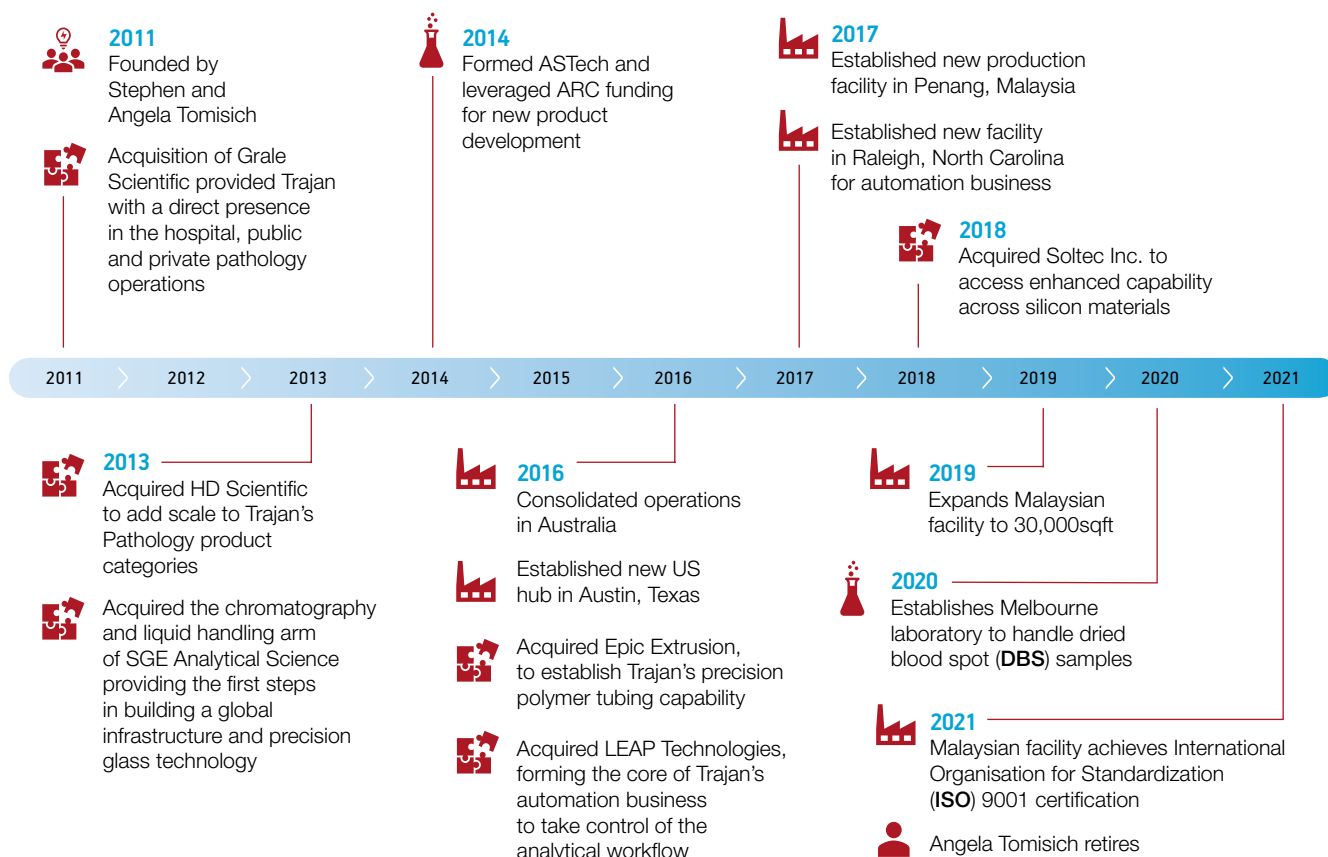 2011
Founded by
Stephen and
Angela Tomisich
Acquisition of Grale
Scientific provided Trajan
with a direct presence
in the hospital, public
and private pathology
operations
2014
Formed ASTech and
leveraged ARC funding
for new product
development
2017
Established new production
facility in Penang, Malaysia
Established new facility
in Raleigh, North Carolina
for automation business
2018
Acquired Soltec Inc. to
access enhanced capability
across silicon materials
2011 2012 2013 2014 2015 2016 2017 2018 2019 2020 2021
2013
Acquired HD Scientific
to add scale to Trajan’s
Pathology product
categories
Acquired the chromatography
and liquid handling arm
of SGE Analytical Science
providing the first steps
in building a global
infrastructure and precision
glass technology
2016
Consolidated operations
in Australia
Established new US
hub in Austin, Texas
Acquired Epic Extrusion,
to establish Trajan’s precision
polymer tubing capability
Acquired LEAP Technologies,
forming the core of Trajan’s
automation business
to take control of the
analytical workflow
2019
Expands Malaysian
facility to 30,000sqft
2020
Establishes Melbourne
laboratory to handle dried
blood spot (DBS) samples
2021
Malaysian facility achieves International
Organisation for Standardization
(ISO) 9001 certification
Angela Tomisich retires